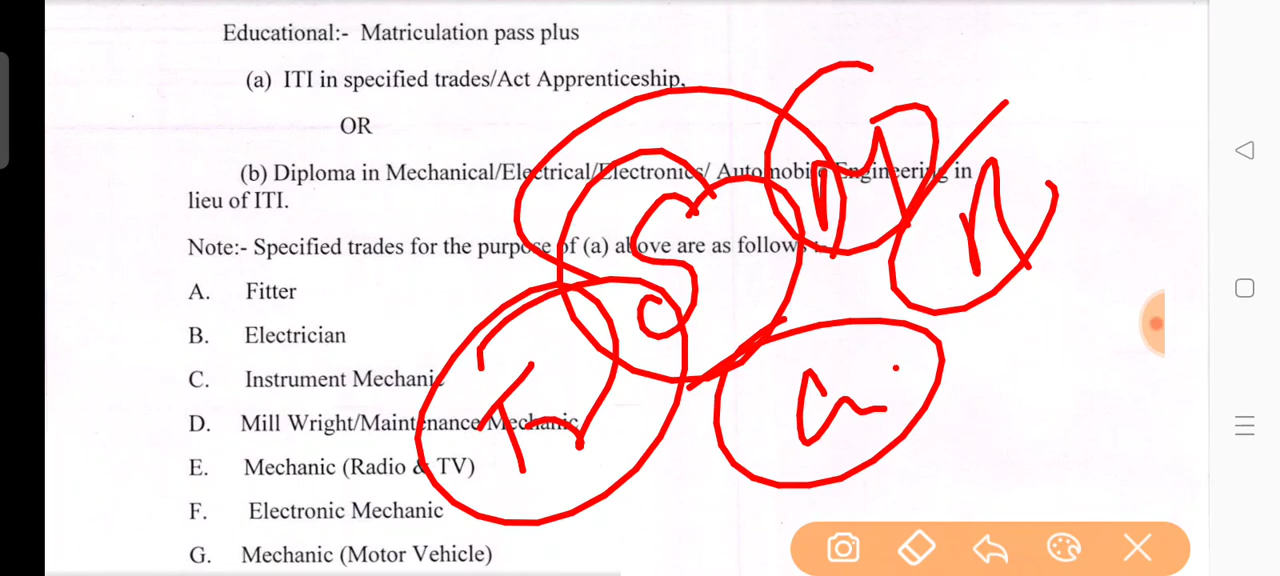 Educational:- Matriculation pass plus
(a) ITI in specified trades/Act Apprenticeship,
OR
(b) Diploma in Mechanical/Electrical/Electronics/ Automobile Engineering in
lieu of ITI.
Note:- Specified trades for the purpose of (a) above are as follows :-
A. Fitter
B. Electrician
C. Instrument Mechanic
D. Mill Wright/Maintenance Mechanic
E. Mechanic (Radio & TV)
F. Electronic Mechanic
G. Mechanic (Motor Vehicle)